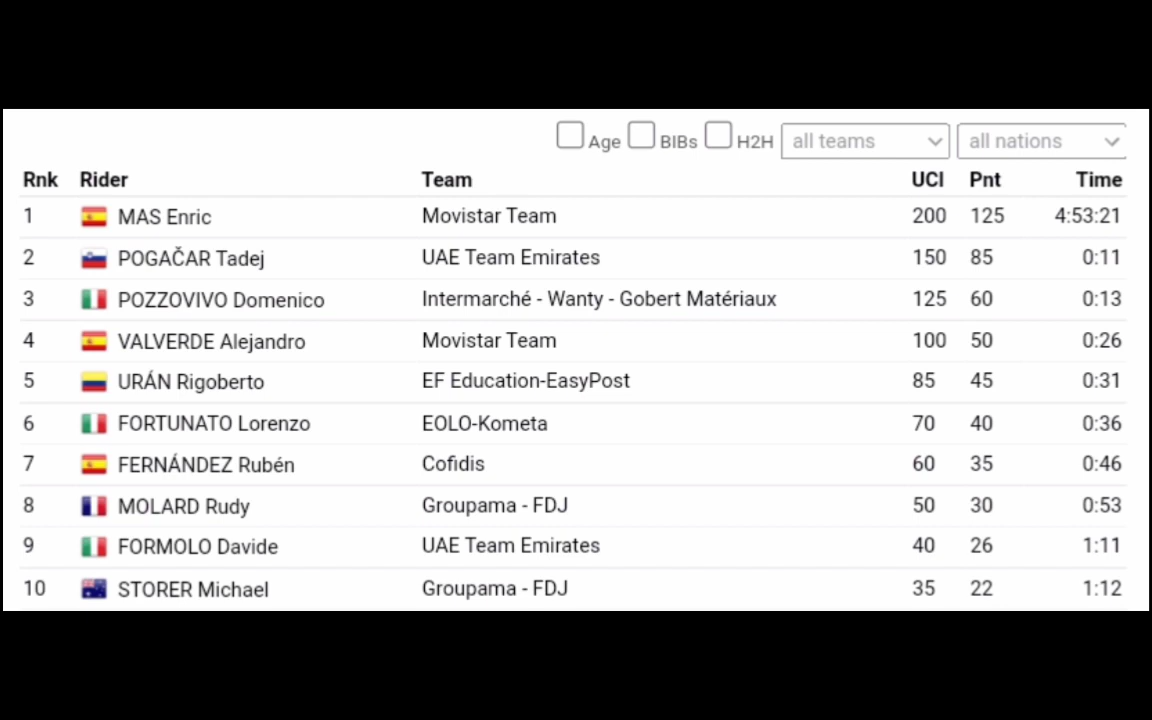 Age BIBs H2H all teams all nations
Rnk Rider Team UCI Pnt Time
1 MAS Enric Movistar Team 200 125 4:53:21
2 POGAČAR Tadej UAE Team Emirates 150 85 0:11
3 POZZOVIVO Domenico Intermarché - Wanty - Gobert Matériaux 125 60 0:13
4 VALVERDE Alejandro Movistar Team 100 50 0:26
5 URÁN Rigoberto EF Education-EasyPost 85 45 0:31
6 FORTUNATO Lorenzo EOLO-Kometa 70 40 0:36
7 FERNÁNDEZ Rubén Cofidis 60 35 0:46
8 MOLARD Rudy Groupama - FDJ 50 30 0:53
9 FORMOLO Davide UAE Team Emirates 40 26 1:11
10 STORER Michael Groupama - FDJ 35 22 1:12